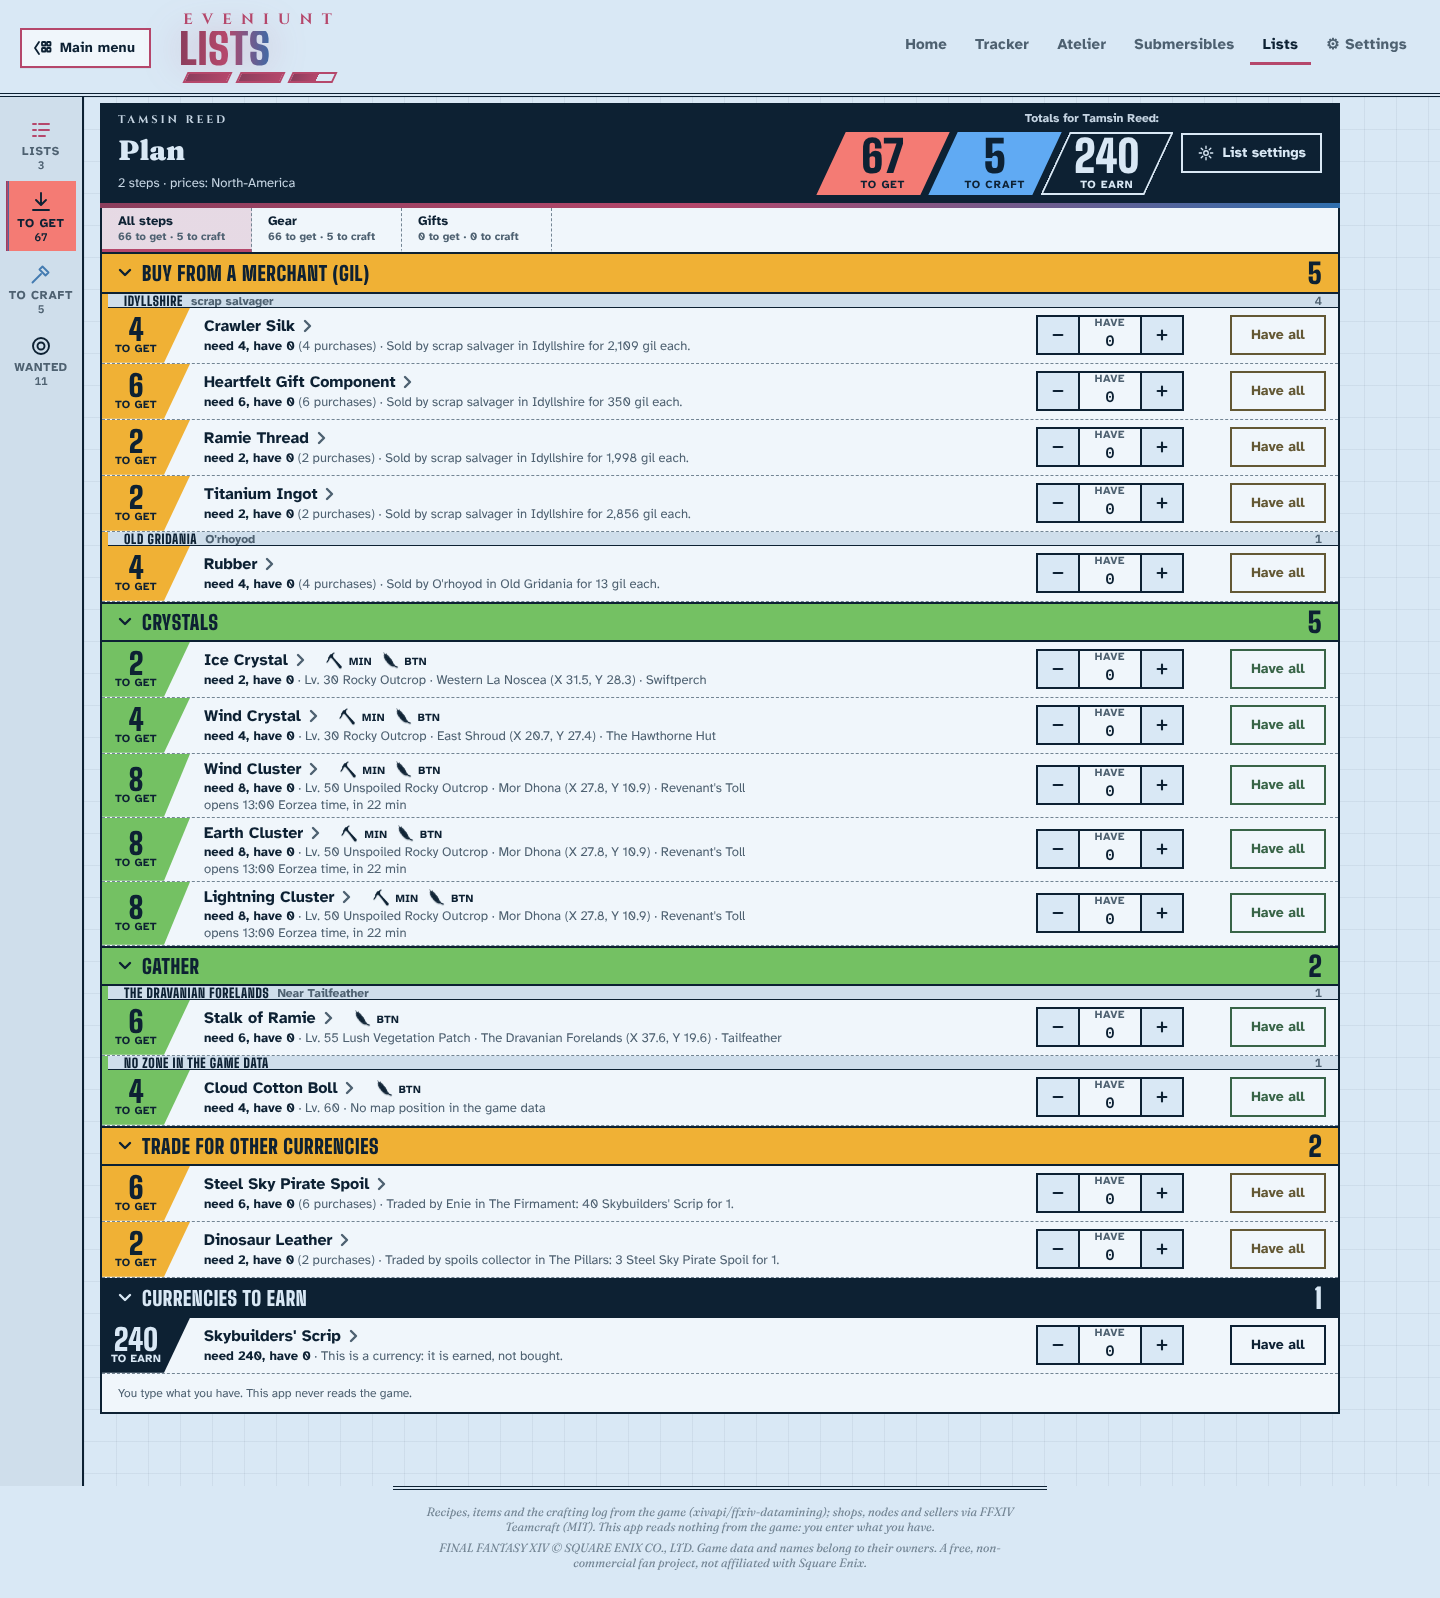 Main menu
EVENIUNT
LISTS
Home
Tracker
Atelier
Submersibles
Lists
⚙ Settings
LISTS
3
TO GET
67
TO CRAFT
5
WANTED
11
TAMSIN REED
Plan
2 steps · prices: North-America
Totals for Tamsin Reed:
67
TO GET
5
TO CRAFT
240
TO EARN
List settings
All steps
66 to get · 5 to craft
Gear
66 to get · 5 to craft
Gifts
0 to get · 0 to craft
BUY FROM A MERCHANT (GIL)
5
IDYLLSHIRE scrap salvager
4
4
TO GET
Crawler Silk
need 4, have 0 (4 purchases) · Sold by scrap salvager in Idyllshire for 2,109 gil each.
−
HAVE
0
+
Have all
6
TO GET
Heartfelt Gift Component
need 6, have 0 (6 purchases) · Sold by scrap salvager in Idyllshire for 350 gil each.
−
HAVE
0
+
Have all
2
TO GET
Ramie Thread
need 2, have 0 (2 purchases) · Sold by scrap salvager in Idyllshire for 1,998 gil each.
−
HAVE
0
+
Have all
2
TO GET
Titanium Ingot
need 2, have 0 (2 purchases) · Sold by scrap salvager in Idyllshire for 2,856 gil each.
−
HAVE
0
+
Have all
OLD GRIDANIA O'rhoyod
1
4
TO GET
Rubber
need 4, have 0 (4 purchases) · Sold by O'rhoyod in Old Gridania for 13 gil each.
−
HAVE
0
+
Have all
CRYSTALS
5
2
TO GET
Ice Crystal MIN BTN
need 2, have 0 · Lv. 30 Rocky Outcrop · Western La Noscea (X 31.5, Y 28.3) · Swiftperch
−
HAVE
0
+
Have all
4
TO GET
Wind Crystal MIN BTN
need 4, have 0 · Lv. 30 Rocky Outcrop · East Shroud (X 20.7, Y 27.4) · The Hawthorne Hut
−
HAVE
0
+
Have all
8
TO GET
Wind Cluster MIN BTN
need 8, have 0 · Lv. 50 Unspoiled Rocky Outcrop · Mor Dhona (X 27.8, Y 10.9) · Revenant's Toll
opens 13:00 Eorzea time, in 22 min
−
HAVE
0
+
Have all
8
TO GET
Earth Cluster MIN BTN
need 8, have 0 · Lv. 50 Unspoiled Rocky Outcrop · Mor Dhona (X 27.8, Y 10.9) · Revenant's Toll
opens 13:00 Eorzea time, in 22 min
−
HAVE
0
+
Have all
8
TO GET
Lightning Cluster MIN BTN
need 8, have 0 · Lv. 50 Unspoiled Rocky Outcrop · Mor Dhona (X 27.8, Y 10.9) · Revenant's Toll
opens 13:00 Eorzea time, in 22 min
−
HAVE
0
+
Have all
GATHER
2
THE DRAVANIAN FORELANDS Near Tailfeather
1
6
TO GET
Stalk of Ramie BTN
need 6, have 0 · Lv. 55 Lush Vegetation Patch · The Dravanian Forelands (X 37.6, Y 19.6) · Tailfeather
−
HAVE
0
+
Have all
NO ZONE IN THE GAME DATA
1
4
TO GET
Cloud Cotton Boll BTN
need 4, have 0 · Lv. 60 · No map position in the game data
−
HAVE
0
+
Have all
TRADE FOR OTHER CURRENCIES
2
6
TO GET
Steel Sky Pirate Spoil
need 6, have 0 (6 purchases) · Traded by Enie in The Firmament: 40 Skybuilders' Scrip for 1.
−
HAVE
0
+
Have all
2
TO GET
Dinosaur Leather
need 2, have 0 (2 purchases) · Traded by spoils collector in The Pillars: 3 Steel Sky Pirate Spoil for 1.
−
HAVE
0
+
Have all
CURRENCIES TO EARN
1
240
TO EARN
Skybuilders' Scrip
need 240, have 0 · This is a currency: it is earned, not bought.
−
HAVE
0
+
Have all
You type what you have. This app never reads the game.
Recipes, items and the crafting log from the game (xivapi/ffxiv-datamining); shops, nodes and sellers via FFXIV
Teamcraft (MIT). This app reads nothing from the game: you enter what you have.
FINAL FANTASY XIV © SQUARE ENIX CO., LTD. Game data and names belong to their owners. A free, non-
commercial fan project, not affiliated with Square Enix.